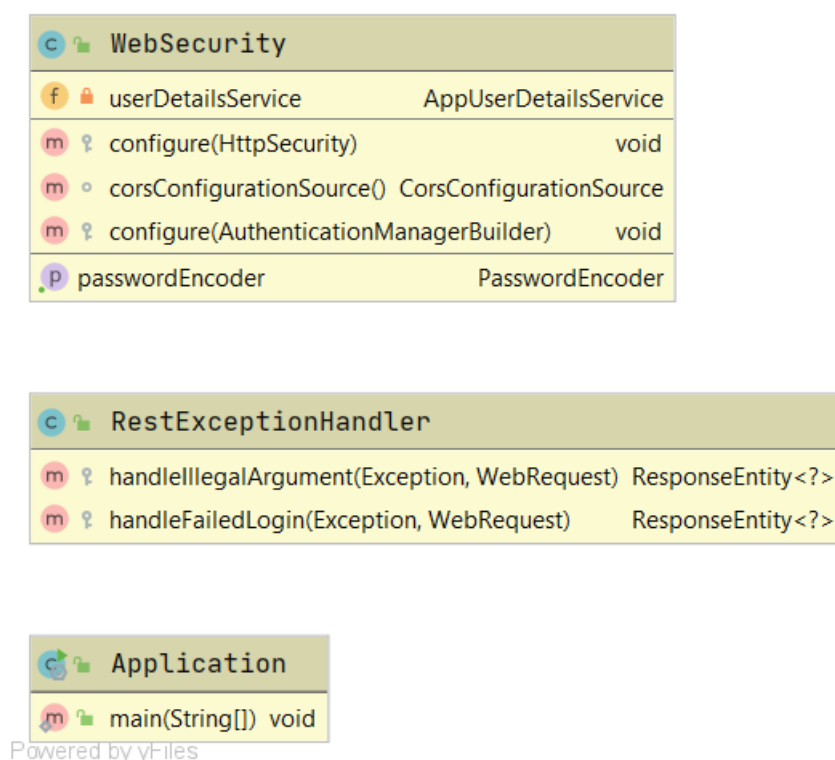 WebSecurity
userDetailsService AppUserDetailsService
configure(HttpSecurity) void
corsConfigurationSource() CorsConfigurationSource
configure(AuthenticationManagerBuilder) void
passwordEncoder PasswordEncoder
RestExceptionHandler
handleIllegalArgument(Exception, WebRequest) ResponseEntity<?>
handleFailedLogin(Exception, WebRequest) ResponseEntity<?>
Application
main(String[]) void
Powered by yFiles